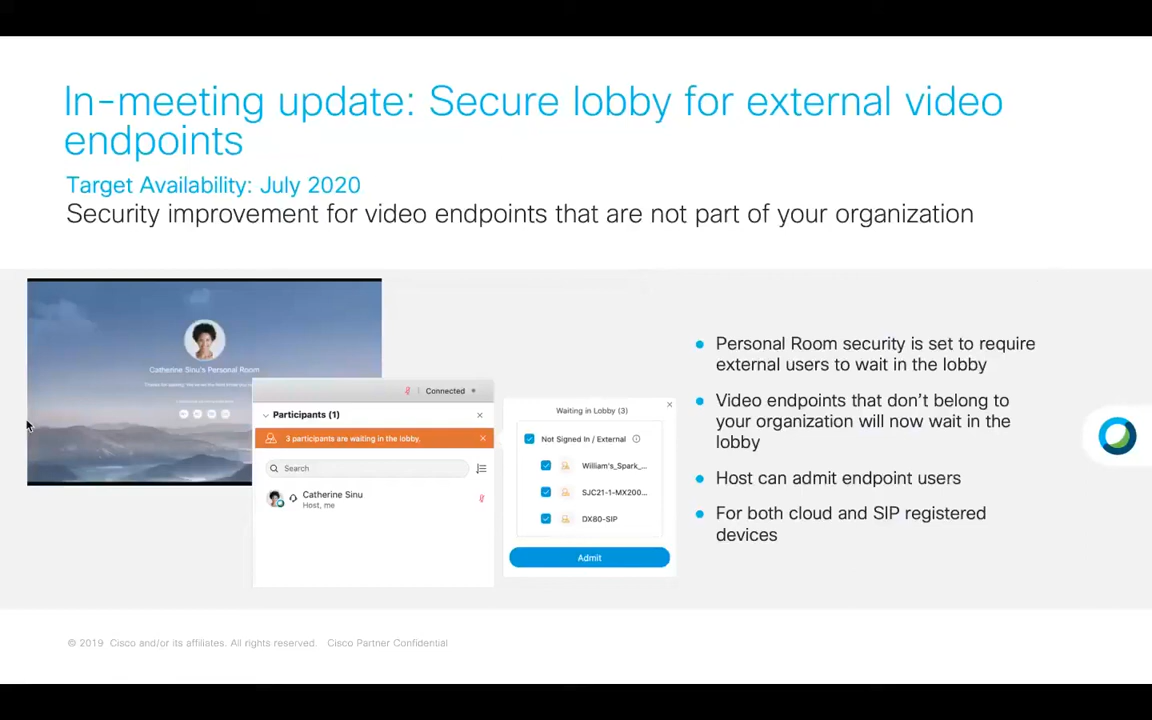 In-meeting update: Secure lobby for external video
endpoints
Target Availability: July 2020
Security improvement for video endpoints that are not part of your organization
Catherine Sinu's Personal Room
Connected
Participants (1)
3 participants are waiting in the lobby.
Search
Catherine Sinu
Host, me
Waiting in Lobby (3)
Not Signed In / External
William's_Spark_...
SJC21-1-MX200...
DX80-SIP
Admit
Personal Room security is set to require
external users to wait in the lobby
Video endpoints that don't belong to
your organization will now wait in the
lobby
Host can admit endpoint users
For both cloud and SIP registered
devices
© 2019 Cisco and/or its affiliates. All rights reserved. Cisco Partner Confidential